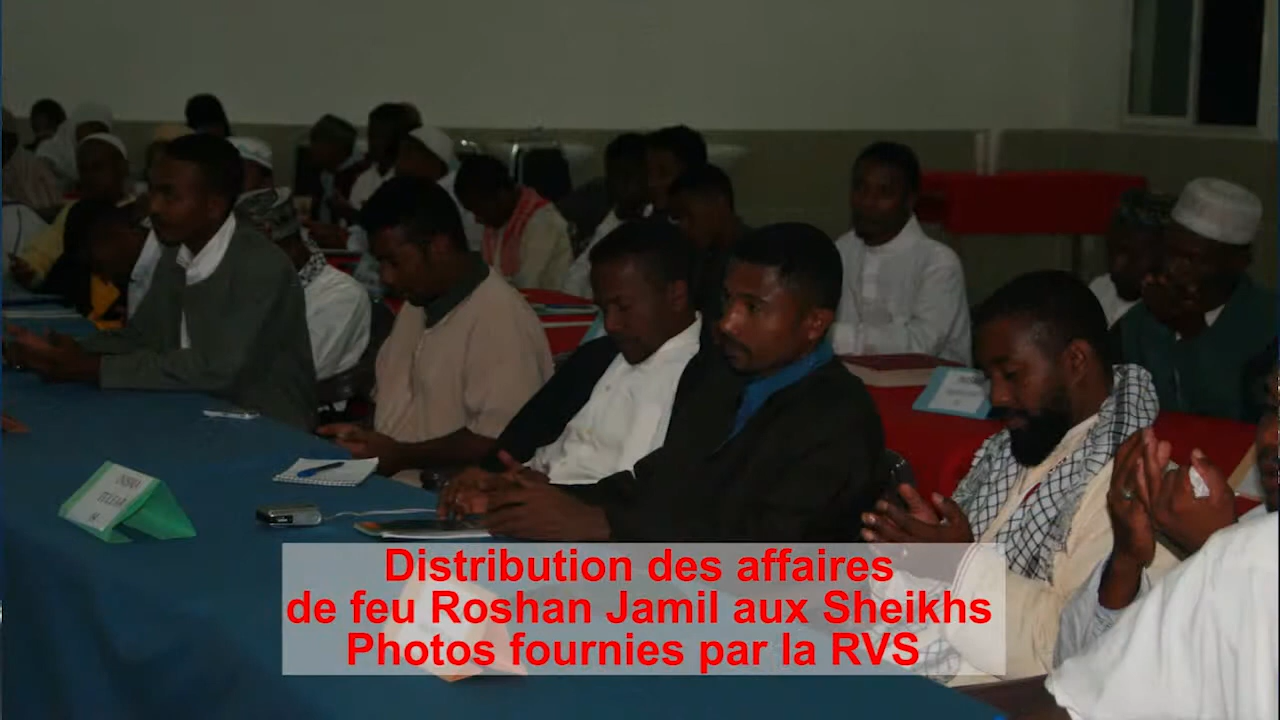 Distribution des affaires
de feu Roshan Jamil aux Sheikhs
Photos fournies par la RVS